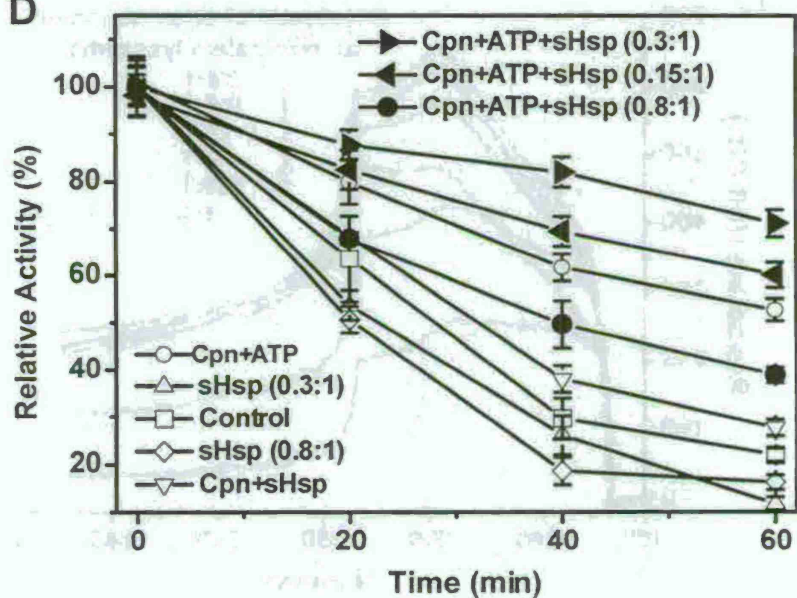 D
Cpn+ATP+sHsp (0.3:1)
Cpn+ATP+sHsp (0.15:1)
Cpn+ATP+sHsp (0.8:1)
100
80
60
40
20
Relative Activity (%)
Cpn+ATP
sHsp (0.3:1)
Control
sHsp (0.8:1)
Cpn+sHsp
0
20
40
60
Time (min)